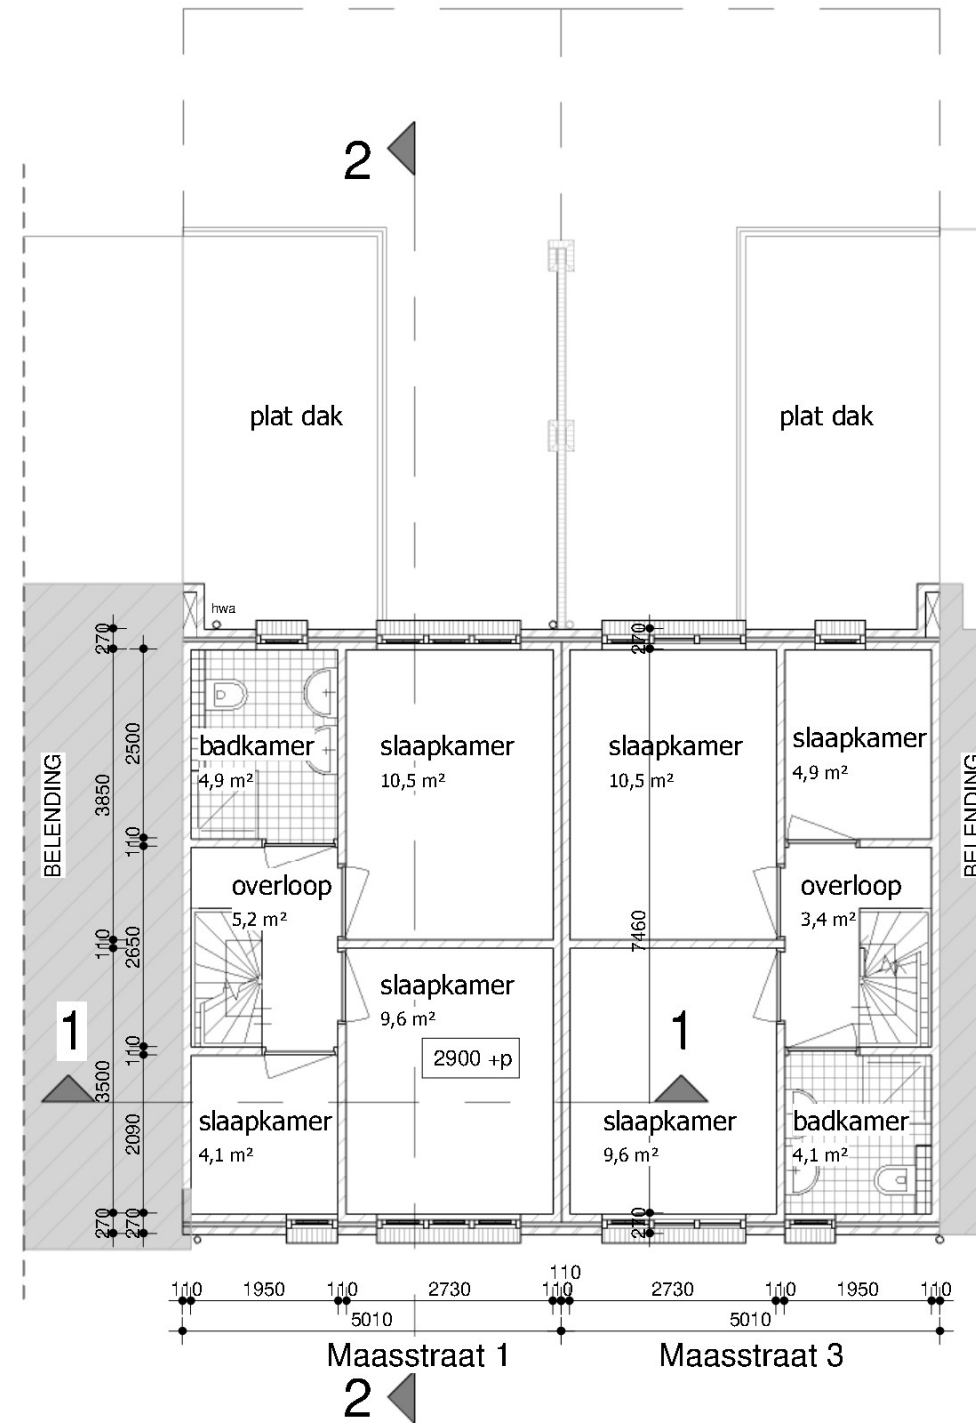 2
plat dak
plat dak
hwa
270
270
2500
3850
110
110
2650
7460
110
3500
2090
270
270
270
BELENDING
BELENDING
badkamer
4,9 m²
slaapkamer
10,5 m²
slaapkamer
10,5 m²
slaapkamer
4,9 m²
overloop
5,2 m²
overloop
3,4 m²
slaapkamer
9,6 m²
2900 +p
1
1
slaapkamer
4,1 m²
slaapkamer
9,6 m²
badkamer
4,1 m²
110 1950 110 2730 110 110 2730 110 1950 110
5010 5010
Maasstraat 1 Maasstraat 3
2